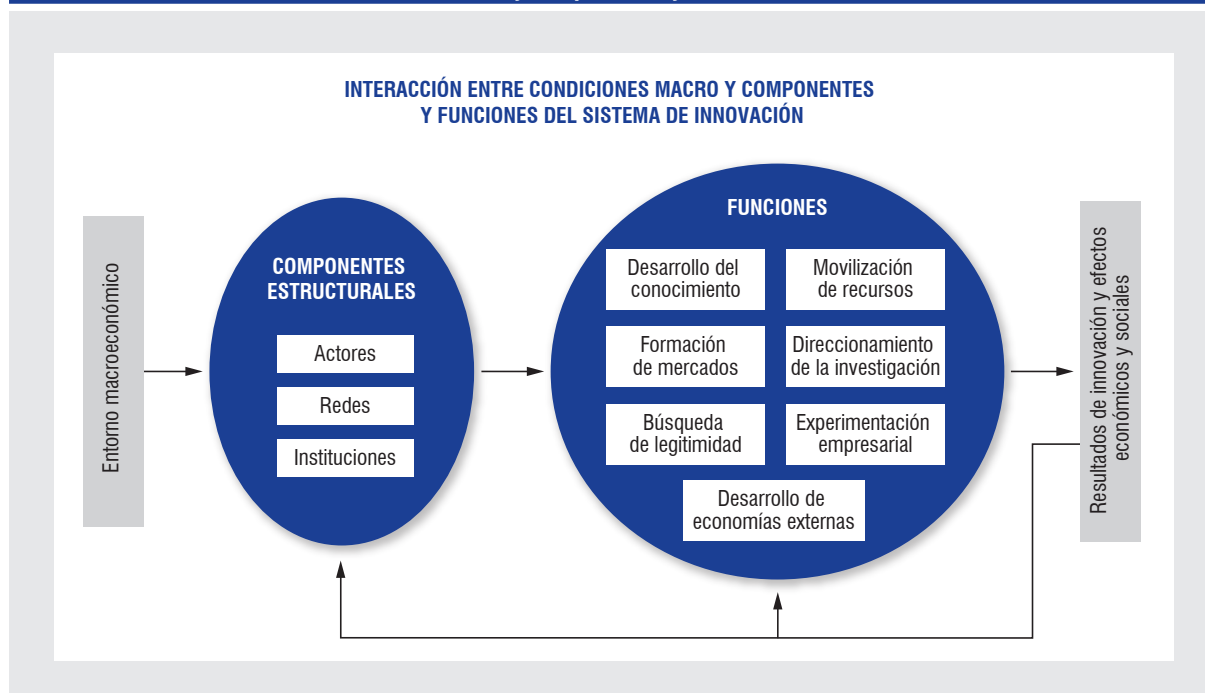 INTERACCIÓN ENTRE CONDICIONES MACRO Y COMPONENTES
Y FUNCIONES DEL SISTEMA DE INNOVACIÓN
Entorno macroeconómico
COMPONENTES
ESTRUCTURALES
Actores
Redes
Instituciones
FUNCIONES
Desarrollo del
conocimiento
Movilización
de recursos
Formación
de mercados
Direccionamiento
de la investigación
Búsqueda
de legitimidad
Experimentación
empresarial
Desarrollo de
economías externas
Resultados de innovación y efectos
económicos y sociales